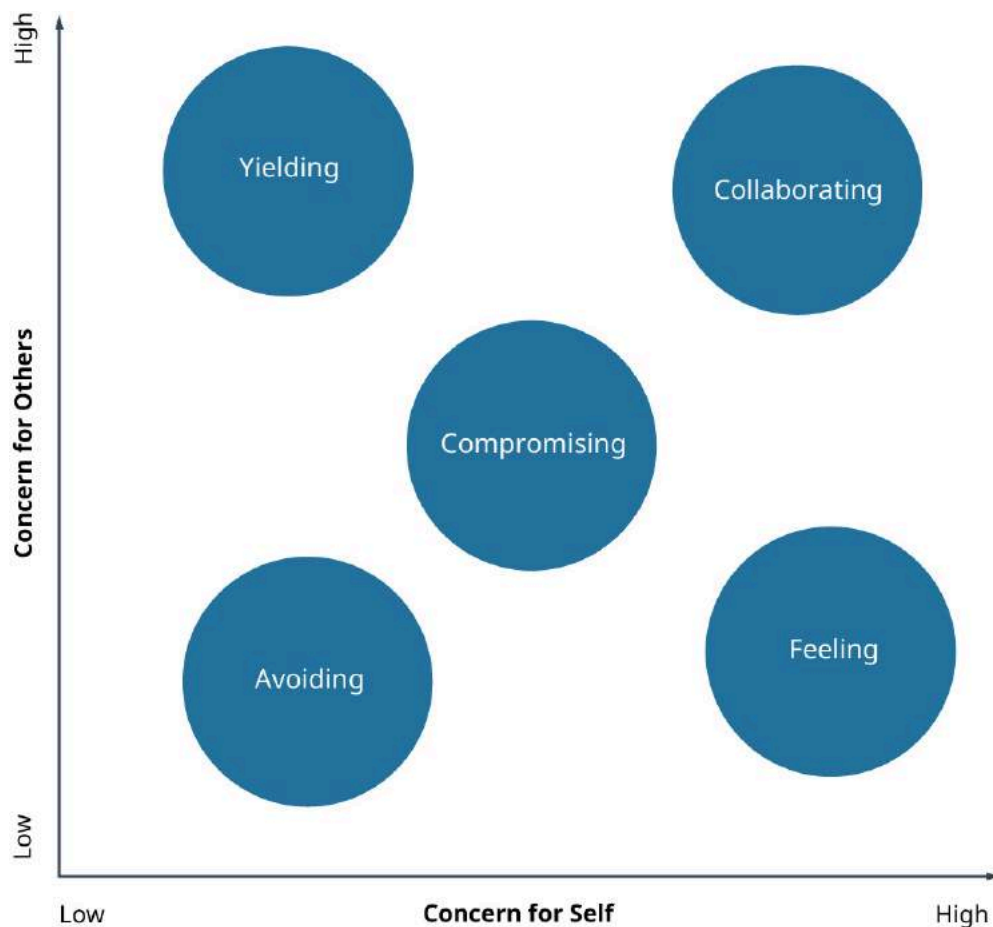 High
Yielding
Collaborating
Concern for Others
Compromising
Avoiding
Feeling
Low
Low
Concern for Self
High